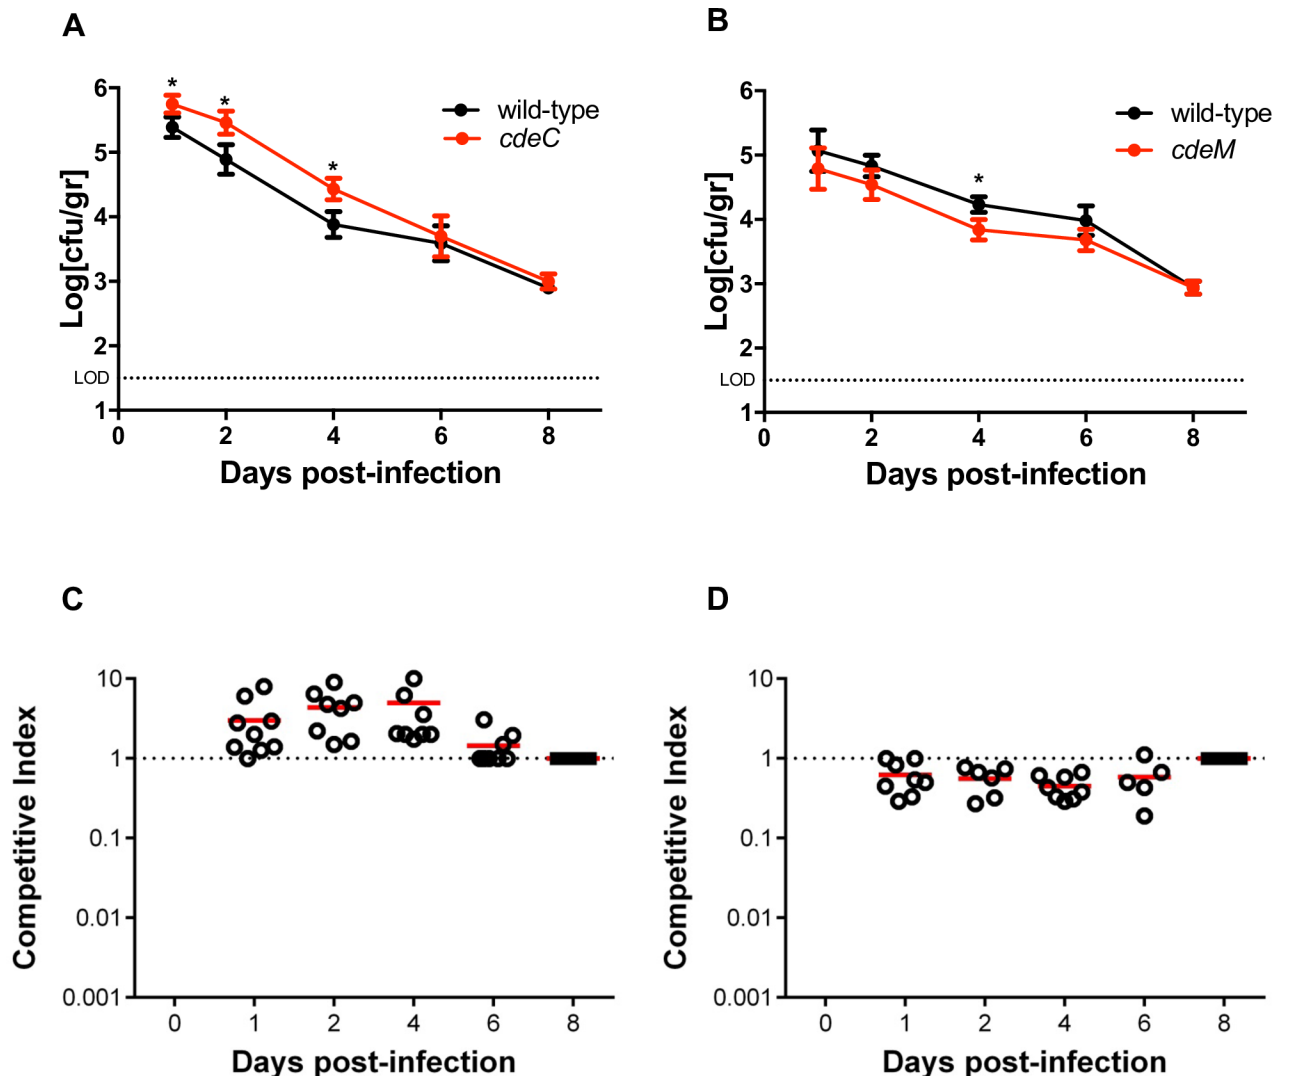 A
*
*
*
wild-type
cdeC
6
5
4
3
2
1
LOD
Log[cfu/gr]
0 2 4 6 8
Days post-infection
B
*
wild-type
cdeM
6
5
4
3
2
1
LOD
Log[cfu/gr]
0 2 4 6 8
Days post-infection
C
10
1
0.1
0.01
0.001
Competitive Index
0 1 2 4 6 8
Days post-infection
D
10
1
0.1
0.01
0.001
Competitive Index
0 1 2 4 6 8
Days post-infection